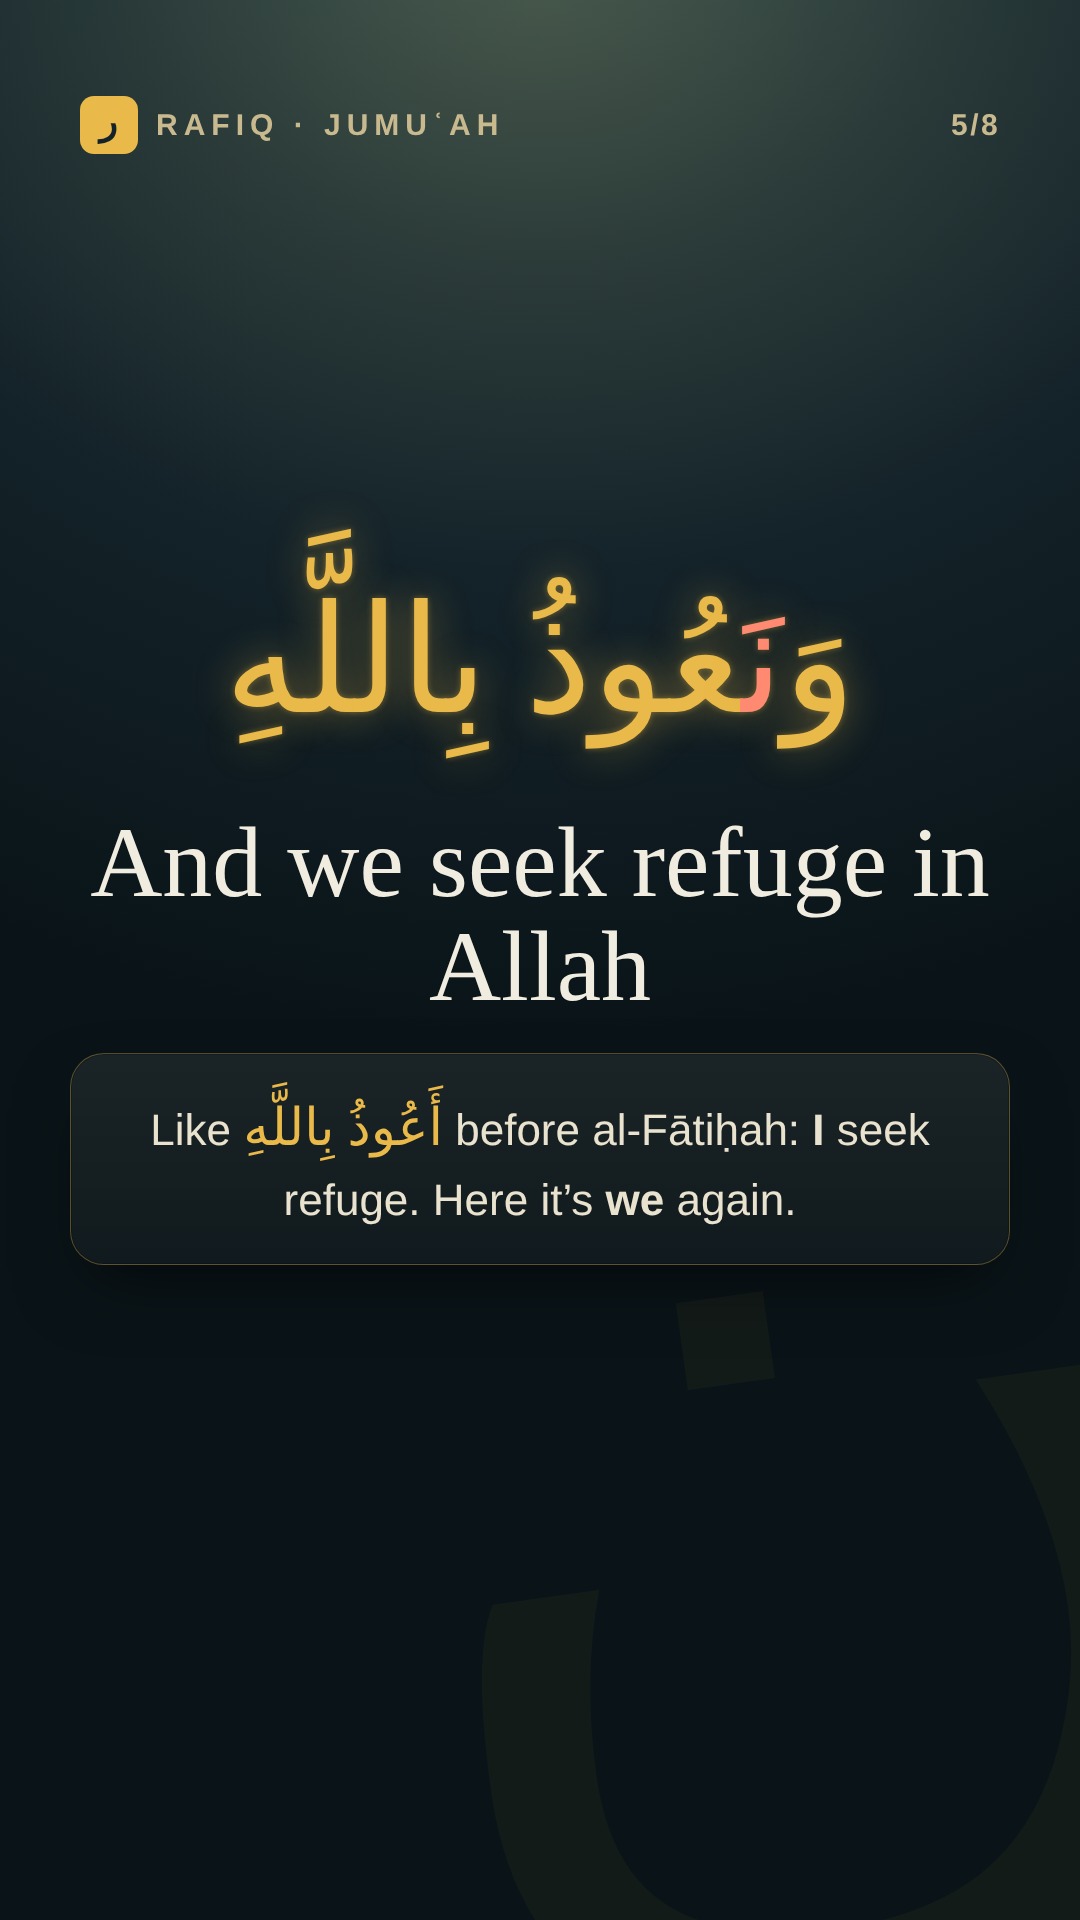 ر RAFIQ · JUMUʿAH 5/8
وَنَعُوذُ بِاللَّهِ
And we seek refuge in
Allah
Like أَعُوذُ بِاللَّهِ before al-Fātiḥah: I seek
refuge. Here it’s we again.
ن